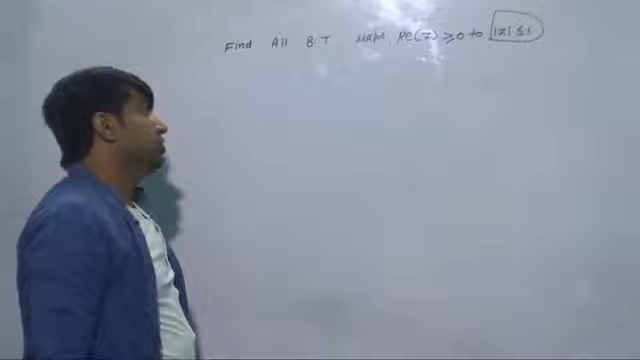 Find All B.T Maps Re(z) ≥ 0 to |z| ≤ 1